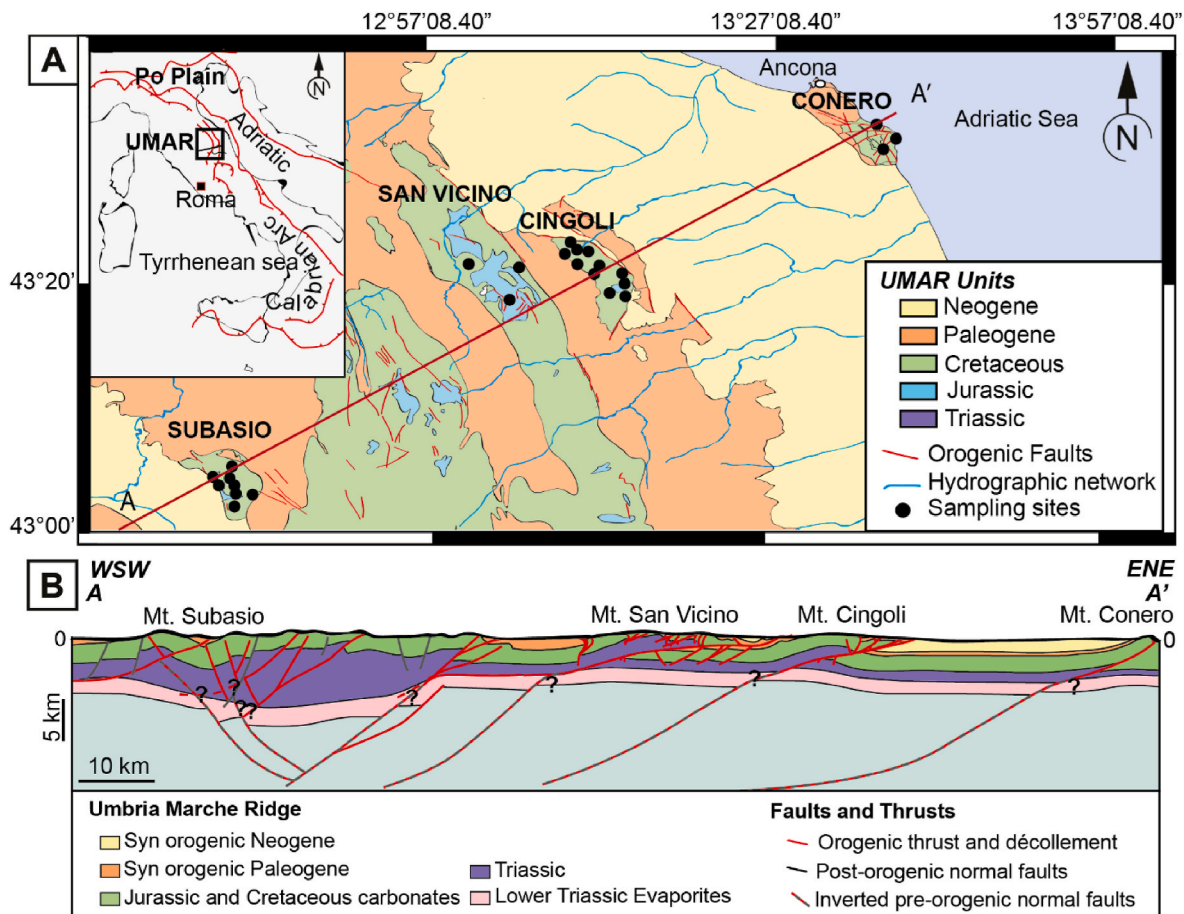 12°57'08.40" 13°27'08.40" 13°57'08.40"
A
N
Po Plain
UMAR
Adriatic
Roma
Tyrrhenean sea
Calabrian Arc
Ancona
CONERO
A'
Adriatic Sea
N
SAN VICINO
CINGOLI
43°20'
SUBASIO
A
43°00'
UMAR Units
Neogene
Paleogene
Cretaceous
Jurassic
Triassic
Orogenic Faults
Hydrographic network
Sampling sites
B
WSW
A
ENE
A'
Mt. Subasio
Mt. San Vicino
Mt. Cingoli
Mt. Conero
0
0
? ? ? ? ? ? ? ?
5 km
10 km
Umbria Marche Ridge
Syn orogenic Neogene
Syn orogenic Paleogene
Jurassic and Cretaceous carbonates
Triassic
Lower Triassic Evaporites
Faults and Thrusts
Orogenic thrust and décollement
Post-orogenic normal faults
Inverted pre-orogenic normal faults